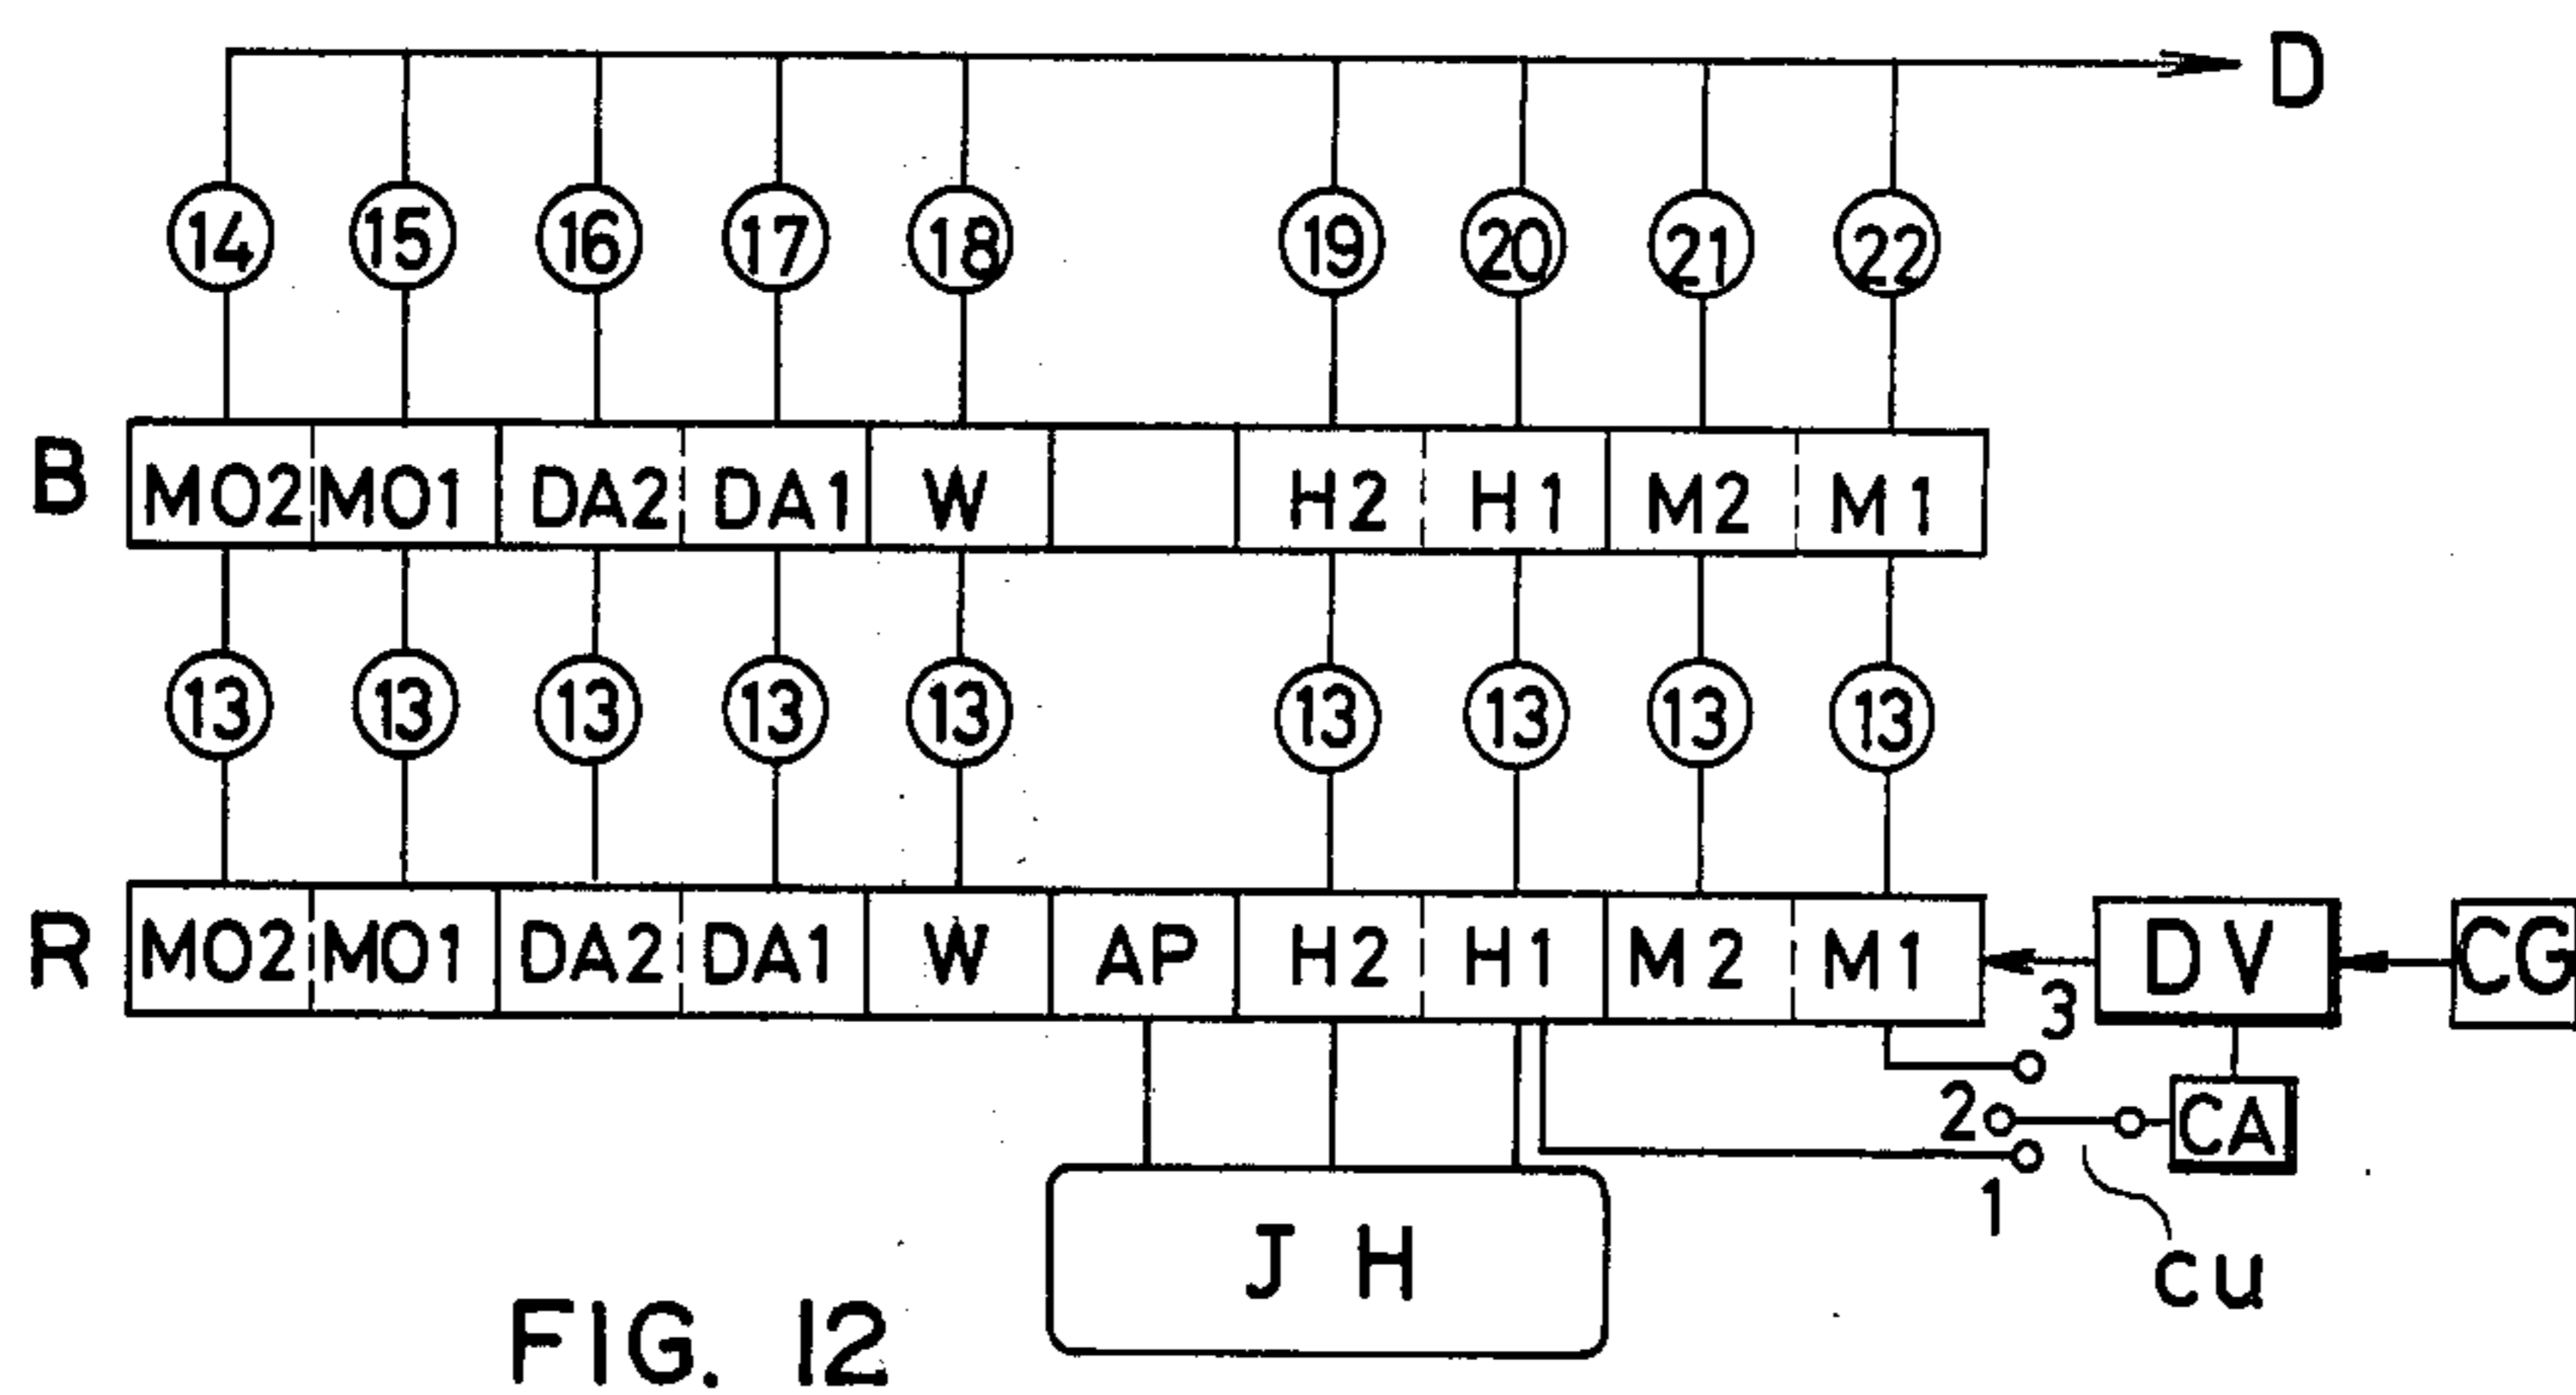 D
14 15 16 17 18 19 20 21 22
B MO2 MO1 DA2 DA1 W H2 H1 M2 M1
13 13 13 13 13 13 13 13 13
R MO2 MO1 DA2 DA1 W AP H2 H1 M2 M1 DV CG
3
2 CA
1
JH cu
FIG. 12